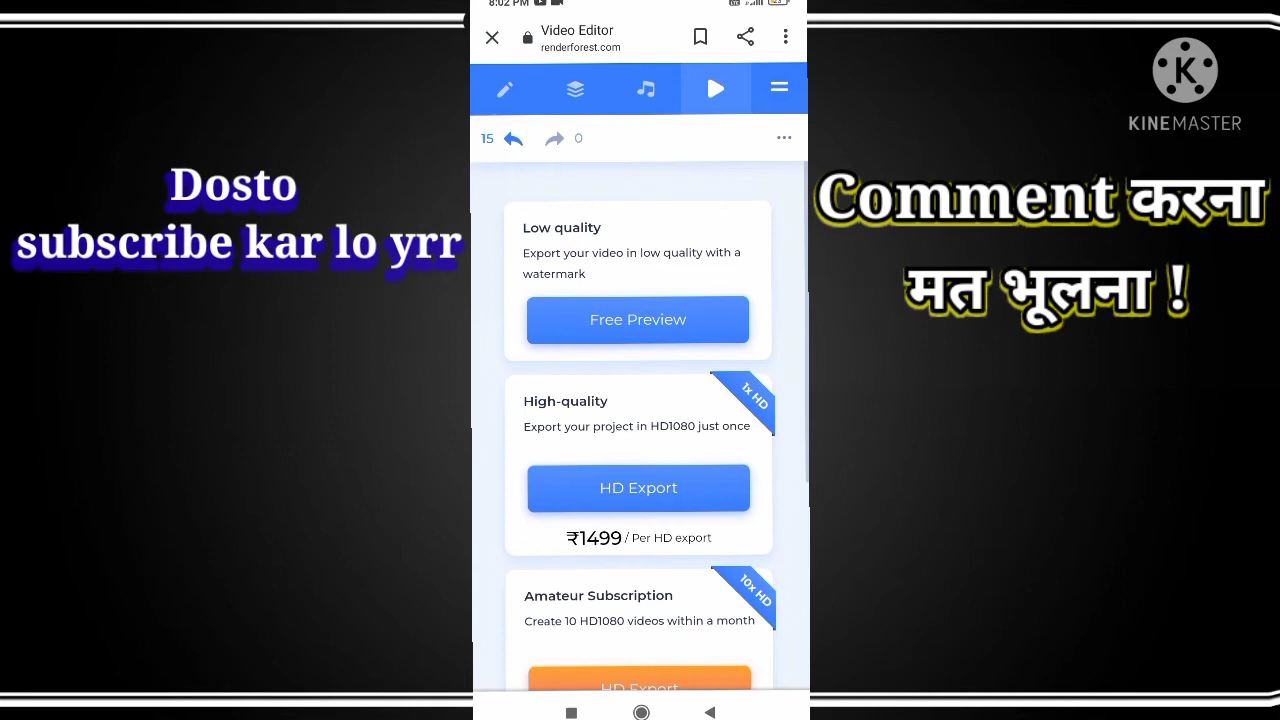 8:02 PM
Video Editor
renderforest.com
15
0
Dosto
subscribe kar lo yrr
K
KINEMASTER
Comment करना
मत भूलना !
Low quality
Export your video in low quality with a
watermark
Free Preview
1x HD
High-quality
Export your project in HD1080 just once
HD Export
₹1499 / Per HD export
10x HD
Amateur Subscription
Create 10 HD1080 videos within a month
HD Export